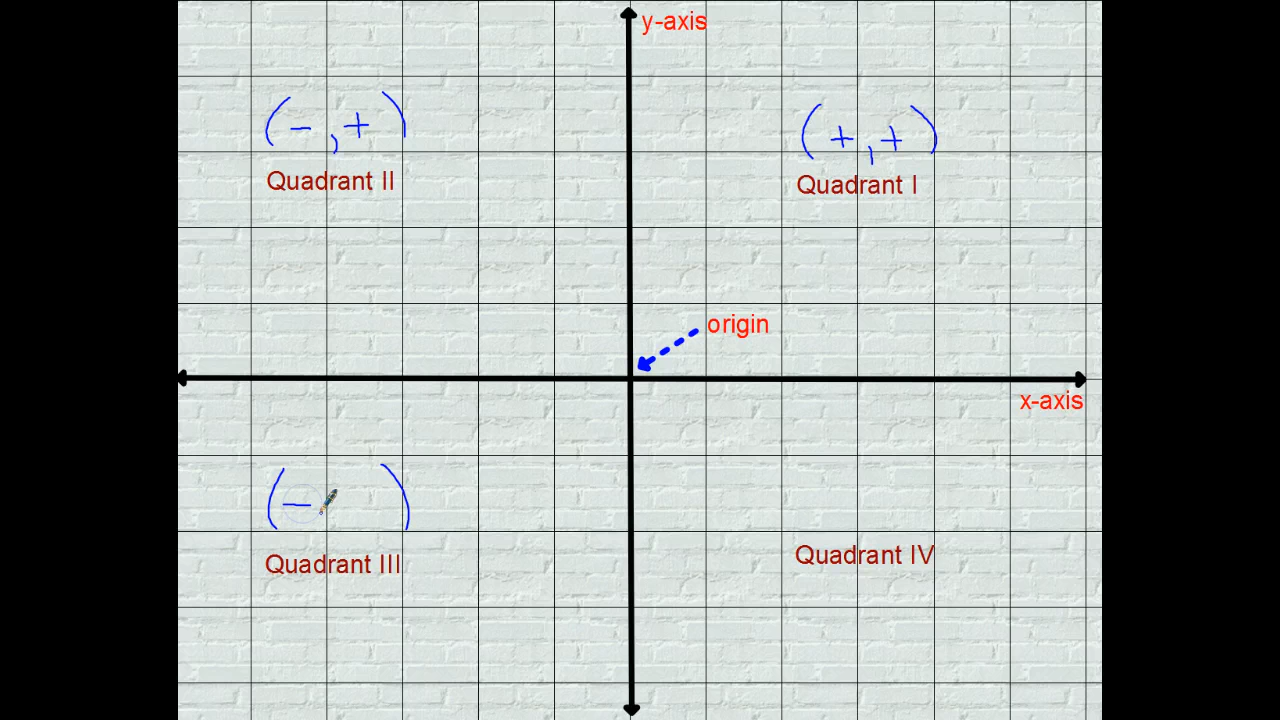 y-axis
(-,+)
(+,+)
Quadrant II
Quadrant I
origin
x-axis
(- )
Quadrant III
Quadrant IV